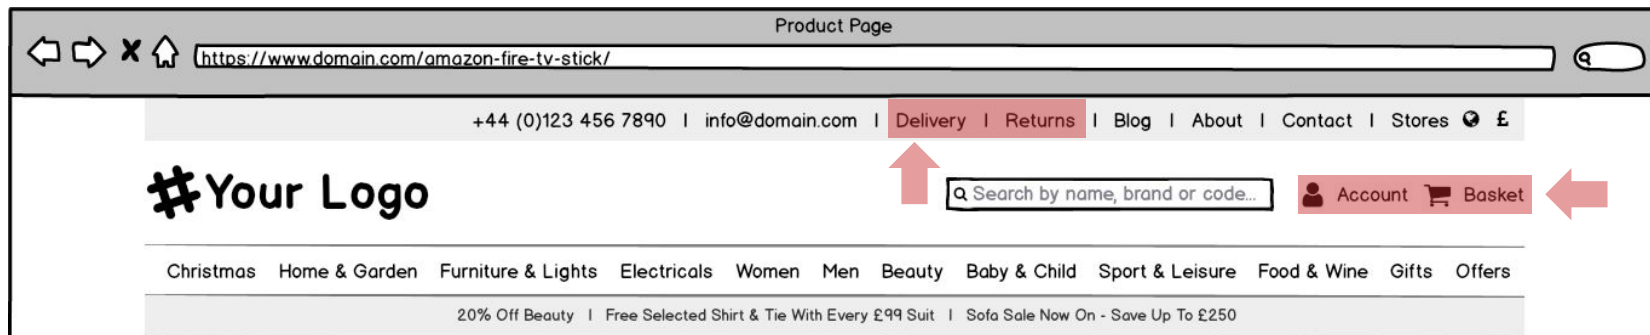 Product Page
https://www.domain.com/amazon-fire-tv-stick/
+44 (0)123 456 7890 | info@domain.com | Delivery | Returns | Blog | About | Contact | Stores £
#Your Logo
Search by name, brand or code... Account Basket
Christmas Home & Garden Furniture & Lights Electricals Women Men Beauty Baby & Child Sport & Leisure Food & Wine Gifts Offers
20% Off Beauty | Free Selected Shirt & Tie With Every £99 Suit | Sofa Sale Now On - Save Up To £250